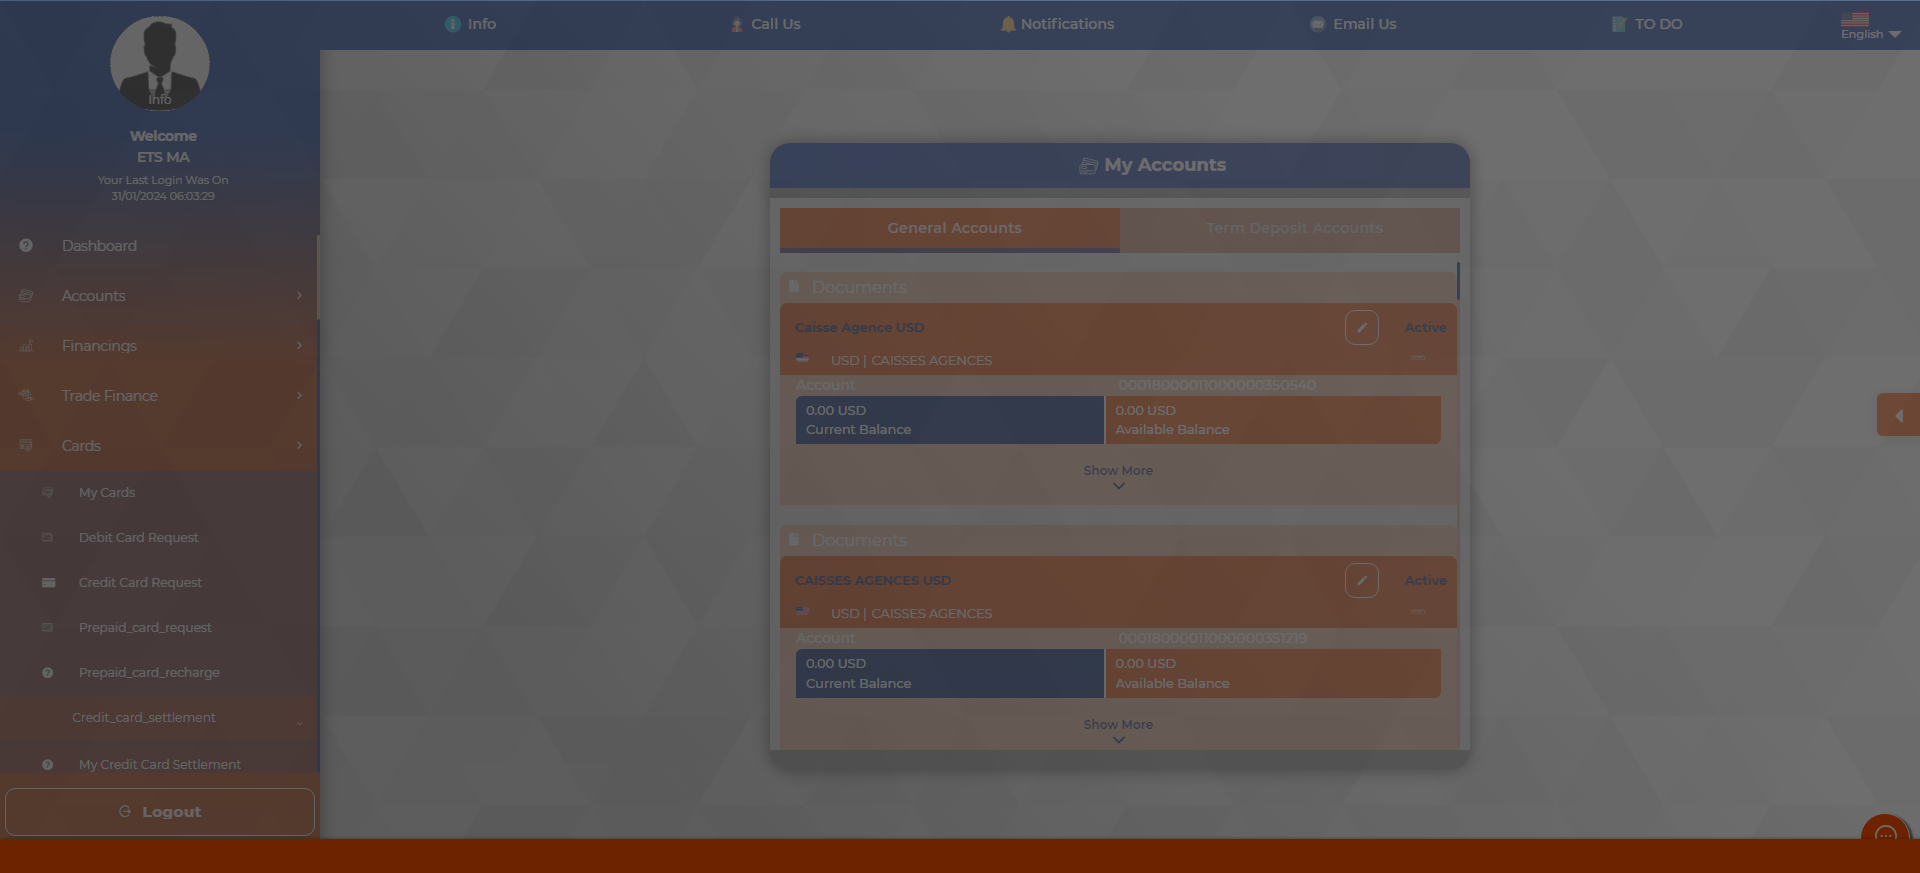 Info
Call Us
Notifications
Email Us
TO DO
English
Info
Welcome
ETS MA
Your Last Login Was On
31/01/2024 06:03:29
Dashboard
Accounts
Financings
Trade Finance
Cards
My Cards
Debit Card Request
Credit Card Request
Prepaid_card_request
Prepaid_card_recharge
Credit_card_settlement
My Credit Card Settlement
Logout
My Accounts
General Accounts
Term Deposit Accounts
Documents
Caisse Agence USD
Active
USD | CAISSES AGENCES
Account
00018000011000000350540
0.00 USD
Current Balance
0.00 USD
Available Balance
Show More
Documents
CAISSES AGENCES USD
Active
USD | CAISSES AGENCES
Account
00018000011000000351219
0.00 USD
Current Balance
0.00 USD
Available Balance
Show More